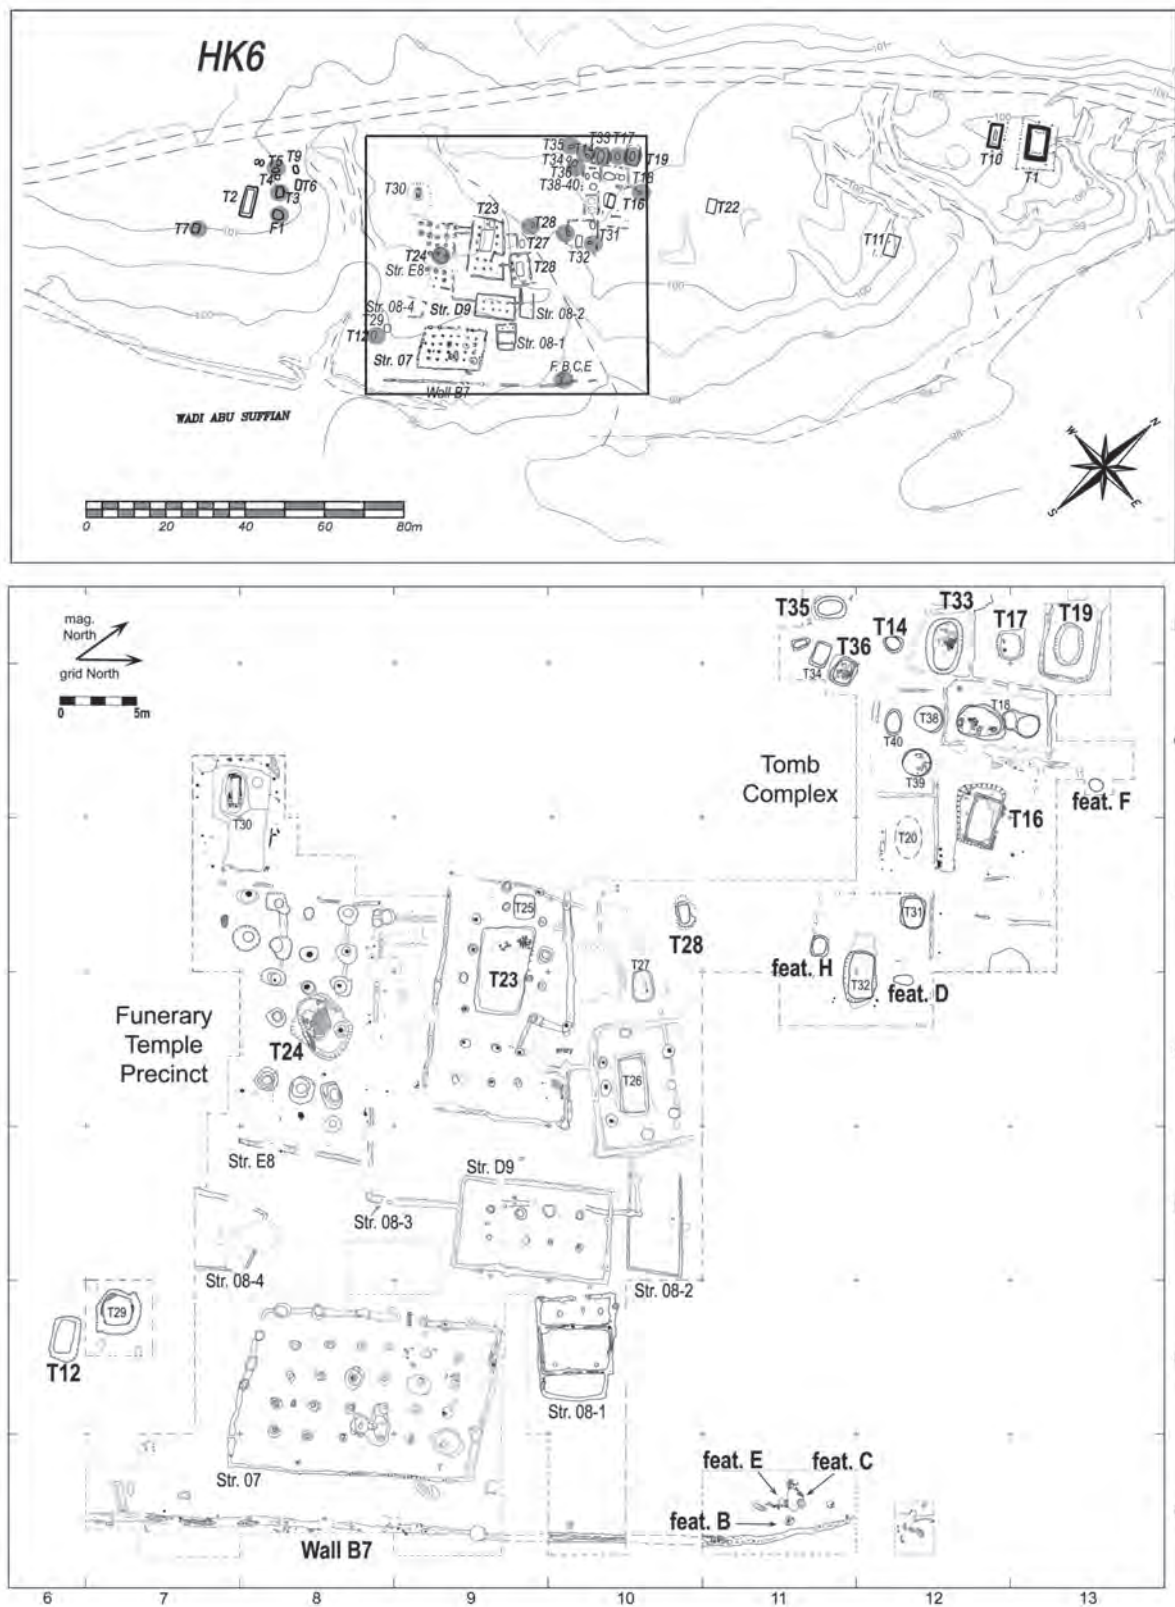 HK6
101
100
T35
T33
T17
T34
T36
T19
T18
T38-40
T16
T5
T9
T4
T6
T2
T3
F1
T7
101
T30
T23
T28
T27
T31
T32
T24
T28
Str. E8
T22
T10
T1
T11
100
Str. 08-4
Str. D9
Str. 08-2
T29
T12
Str. 08-1
Str. 07
F, B,C,E
Wall B7
WADI ABU SUFFIAN
W
N
S
E
0 20 40 60 80m
mag.
North
grid North
0 5m
T35
T33
T17
T19
T14
T36
T34
T18
T38
T40
T39
Tomb
Complex
feat. F
T16
T30
T20
T25
T28
T31
T27
feat. H
T32
feat. D
T23
Funerary
Temple
Precinct
T24
entry
T26
Str. E8
Str. D9
Str. 08-3
Str. 08-4
Str. 08-2
T29
T12
Str. 08-1
Str. 07
feat. E
feat. C
feat. B
Wall B7
6 7 8 9 10 11 12 13